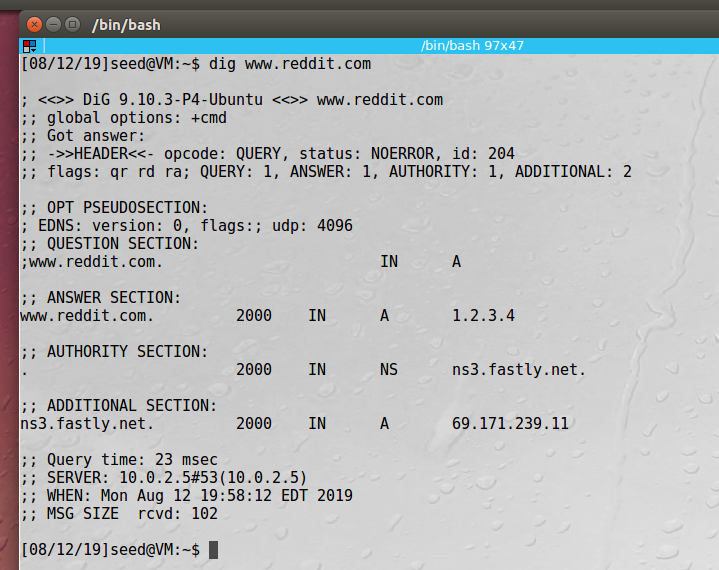 /bin/bash
/bin/bash 97x47
[08/12/19]seed@VM:~$ dig www.reddit.com
; <<>> DiG 9.10.3-P4-Ubuntu <<>> www.reddit.com
;; global options: +cmd
;; Got answer:
;; ->>HEADER<<- opcode: QUERY, status: NOERROR, id: 204
;; flags: qr rd ra; QUERY: 1, ANSWER: 1, AUTHORITY: 1, ADDITIONAL: 2
;; OPT PSEUDOSECTION:
; EDNS: version: 0, flags:; udp: 4096
;; QUESTION SECTION:
;www.reddit.com. IN A
;; ANSWER SECTION:
www.reddit.com. 2000 IN A 1.2.3.4
;; AUTHORITY SECTION:
. 2000 IN NS ns3.fastly.net.
;; ADDITIONAL SECTION:
ns3.fastly.net. 2000 IN A 69.171.239.11
;; Query time: 23 msec
;; SERVER: 10.0.2.5#53(10.0.2.5)
;; WHEN: Mon Aug 12 19:58:12 EDT 2019
;; MSG SIZE rcvd: 102
[08/12/19]seed@VM:~$